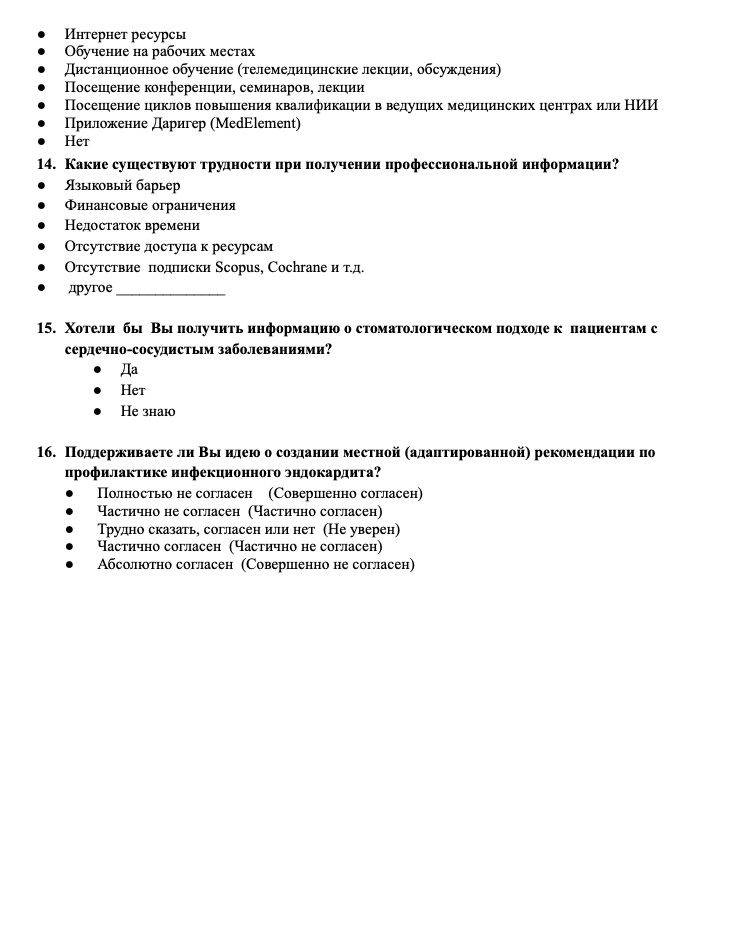 ● Интернет ресурсы
● Обучение на рабочих местах
● Дистанционное обучение (телемедицинские лекции, обсуждения)
● Посещение конференции, семинаров, лекции
● Посещение циклов повышения квалификации в ведущих медицинских центрах или НИИ
● Приложение Даригер (MedElement)
● Нет
14. Какие существуют трудности при получении профессиональной информации?
● Языковый барьер
● Финансовые ограничения
● Недостаток времени
● Отсутствие доступа к ресурсам
● Отсутствие подписки Scopus, Cochrane и т.д.
● другое ______________
15. Хотели бы Вы получить информацию о стоматологическом подходе к пациентам с
сердечно-сосудистым заболеваниями?
● Да
● Нет
● Не знаю
16. Поддерживаете ли Вы идею о создании местной (адаптированной) рекомендации по
профилактике инфекционного эндокардита?
● Полностью не согласен (Совершенно согласен)
● Частично не согласен (Частично согласен)
● Трудно сказать, согласен или нет (Не уверен)
● Частично согласен (Частично не согласен)
● Абсолютно согласен (Совершенно не согласен)